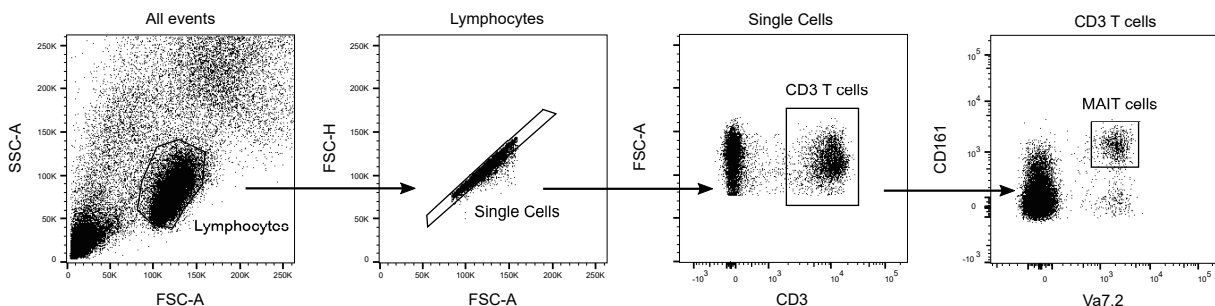 All events
Lymphocytes
Single Cells
CD3 T cells
250K
200K
150K
100K
50K
0
SSC-A
Lymphocytes
0 50K 100K 150K 200K 250K
FSC-A
250K
200K
150K
100K
50K
0
FSC-H
Single Cells
50K 100K 150K 200K 250K
FSC-A
250K
200K
150K
100K
50K
0
FSC-A
CD3 T cells
-10³ 0 10³ 10⁴ 10⁵
CD3
10⁵
10⁴
10³
0
-10³
CD161
MAIT cells
0 10³ 10⁴ 10⁵
Va7.2